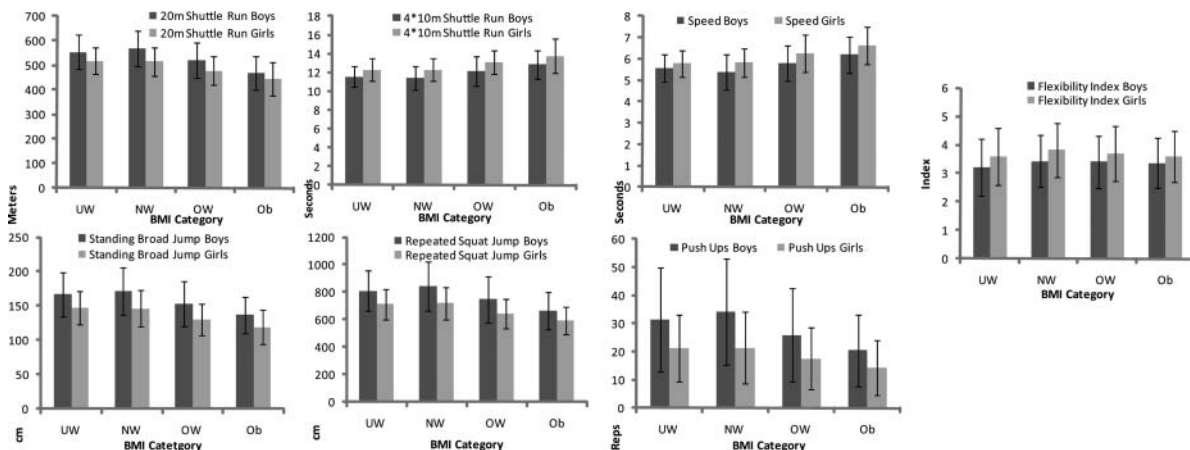 20m Shuttle Run Boys
20m Shuttle Run Girls
700
600
500
400
300
200
100
0
Meters
UW NW OW Ob
BMI Category
4*10m Shuttle Run Boys
4*10m Shuttle Run Girls
18
16
14
12
10
8
6
4
2
0
Seconds
UW NW OW Ob
BMI Category
Speed Boys Speed Girls
8
7
6
5
4
3
2
1
0
Seconds
UW NW OW Ob
BMI Category
Flexibility Index Boys
Flexibility Index Girls
6
5
4
3
2
1
0
Index
UW NW OW Ob
BMI Category
Standing Broad Jump Boys
Standing Broad Jump Girls
250
200
150
100
50
0
cm
UW NW OW Ob
BMI Catetgory
Repeated Squat Jump Boys
Repeated Squat Jump Girls
1200
1000
800
600
400
200
0
cm
UW NW OW Ob
BMI Category
Push Ups Boys Push Ups Girls
60
50
40
30
20
10
0
Reps
UW NW OW Ob
BMI Category